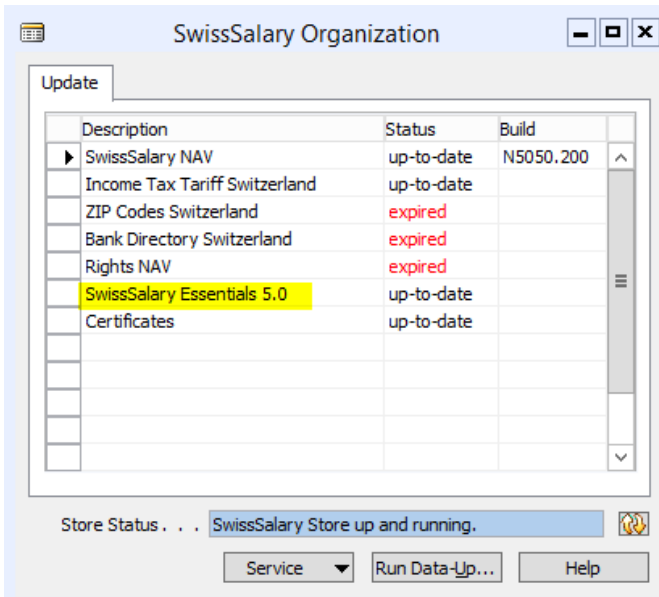 SwissSalary Organization
Update
Description Status Build
SwissSalary NAV up-to-date N5050.200
Income Tax Tariff Switzerland up-to-date
ZIP Codes Switzerland expired
Bank Directory Switzerland expired
Rights NAV expired
SwissSalary Essentials 5.0 up-to-date
Certificates up-to-date
Store Status . . . SwissSalary Store up and running.
Service Run Data-Up... Help